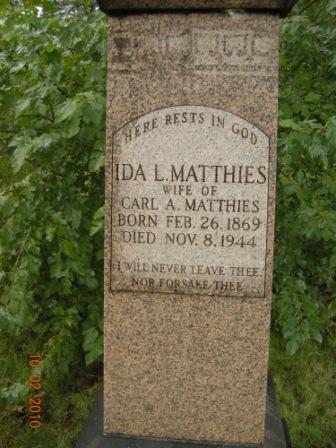 HERE RESTS IN GOD
IDA L. MATTHIES
WIFE OF
CARL A. MATTHIES
BORN FEB. 26. 1869
DIED NOV. 8. 1944
I WILL NEVER LEAVE THEE.
NOR FORSAKE THEE
10 02 2010